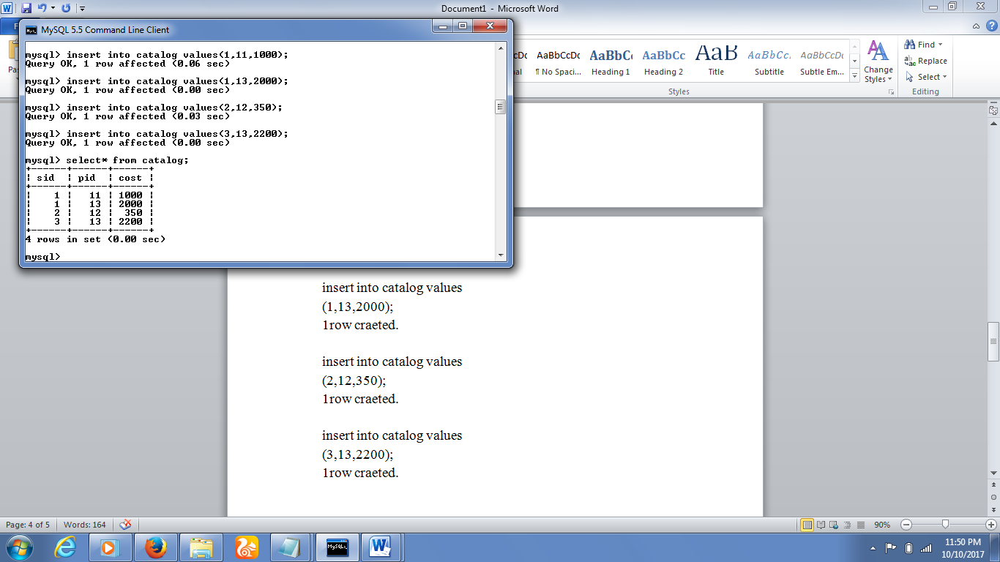 Document1 - Microsoft Word
MySQL 5.5 Command Line Client
mysql> insert into catalog values(1,11,1000);
Query OK, 1 row affected (0.06 sec)
mysql> insert into catalog values(1,13,2000);
Query OK, 1 row affected (0.00 sec)
mysql> insert into catalog values(2,12,350);
Query OK, 1 row affected (0.03 sec)
mysql> insert into catalog values(3,13,2200);
Query OK, 1 row affected (0.00 sec)
mysql> select* from catalog;
+------+------+------+
| sid | pid | cost |
+------+------+------+
| 1 | 11 | 1000 |
| 1 | 13 | 2000 |
| 2 | 12 | 350 |
| 3 | 13 | 2200 |
+------+------+------+
4 rows in set (0.00 sec)
mysql>
AaBbCcDc AaBbCc AaBbCc AaB AaBbCc. AaBbCcDc
¶ No Spaci... Heading 1 Heading 2 Title Subtitle Subtle Em...
Change
Styles
Styles
Find
Replace
Select
Editing
insert into catalog values
(1,13,2000);
1 row craeted.
insert into catalog values
(2,12,350);
1 row craeted.
insert into catalog values
(3,13,2200);
1 row craeted.
Page: 4 of 5 Words: 164 90%
11:50 PM
10/10/2017